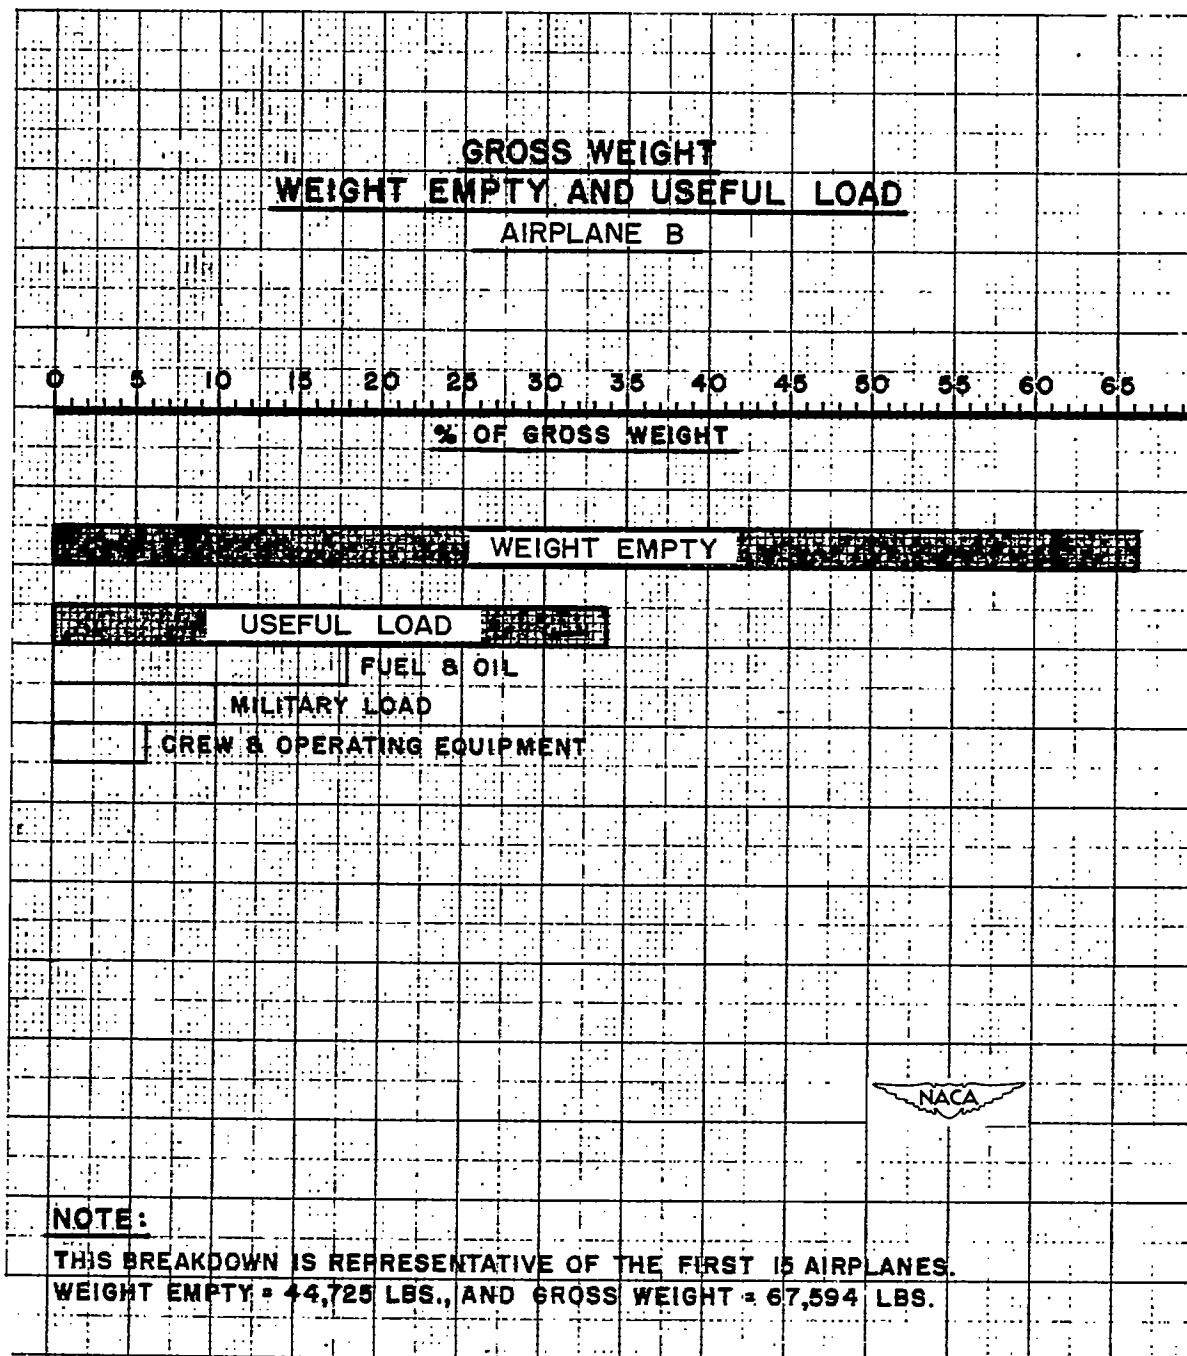 GROSS WEIGHT
WEIGHT EMPTY AND USEFUL LOAD
AIRPLANE B
0 5 10 15 20 25 30 35 40 45 50 55 60 65
% OF GROSS WEIGHT
WEIGHT EMPTY
USEFUL LOAD
FUEL & OIL
MILITARY LOAD
CREW & OPERATING EQUIPMENT
NACA
NOTE:
THIS BREAKDOWN IS REPRESENTATIVE OF THE FIRST 15 AIRPLANES.
WEIGHT EMPTY = 44,725 LBS., AND GROSS WEIGHT = 67,594 LBS.